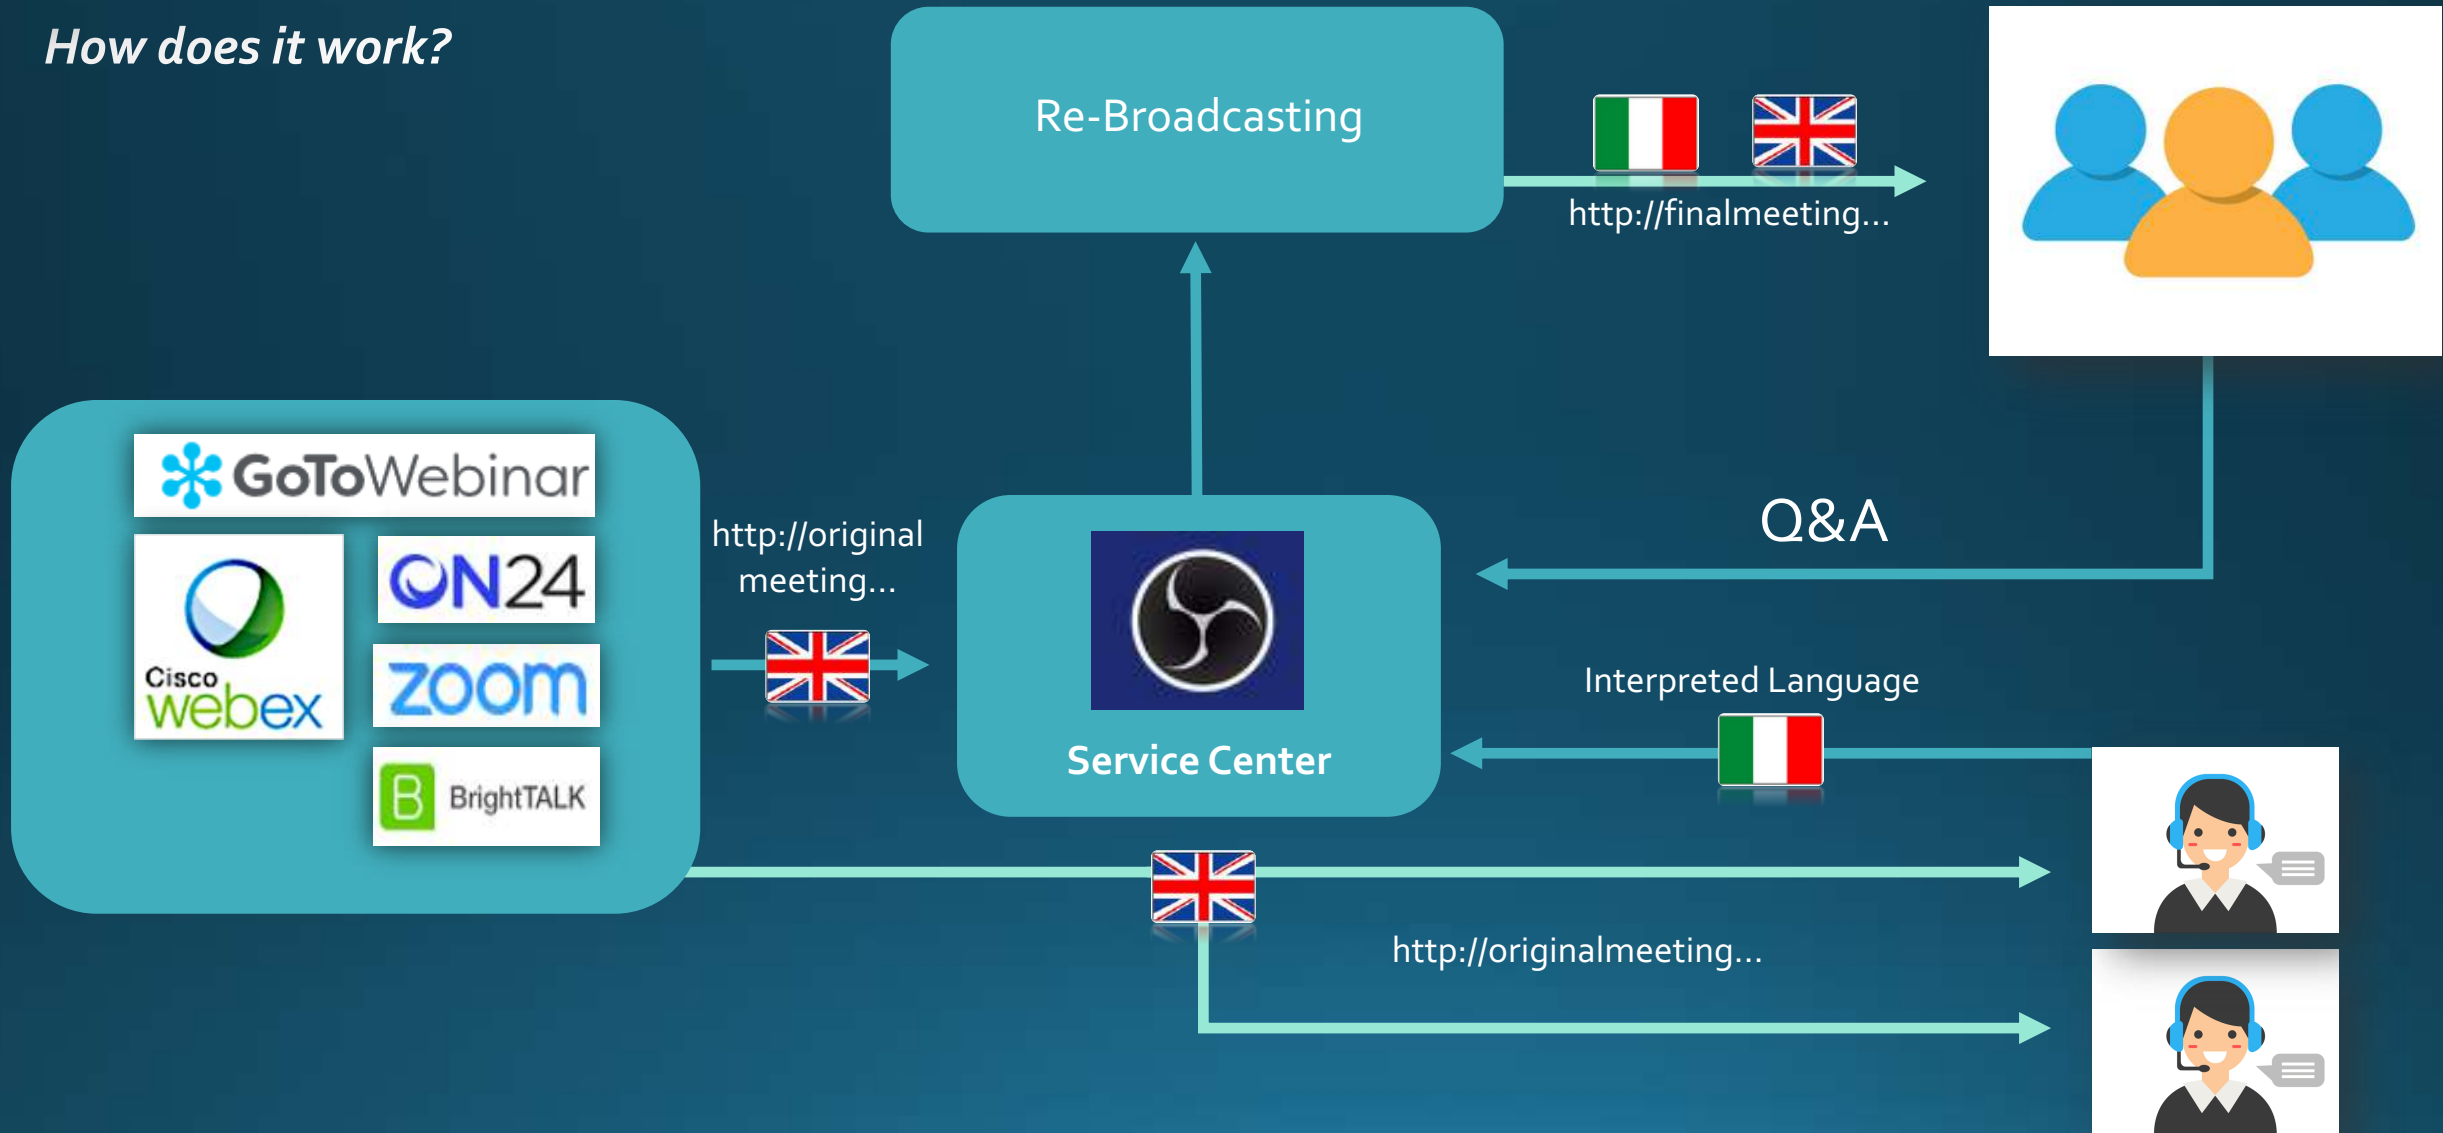 How does it work?
Re-Broadcasting
http://finalmeeting...
GoToWebinar
Cisco
webex
ON24
zoom
B BrightTALK
http://original
meeting...
Service Center
Q&A
Interpreted Language
http://originalmeeting...